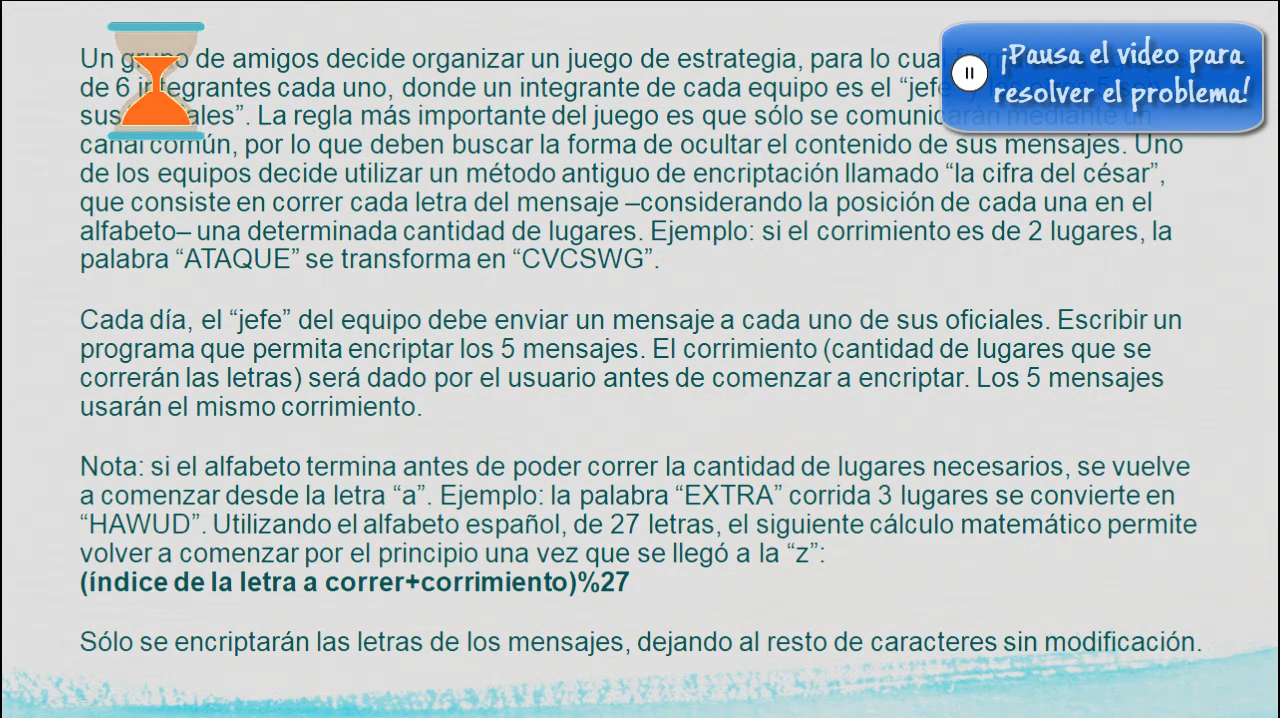 Un grupo de amigos decide organizar un juego de estrategia, para lo cual
de 6 integrantes cada uno, donde un integrante de cada equipo es el “jefe
sus La regla más importante del juego es que sólo se comunicarán mediante un
canal común, por lo que deben buscar la forma de ocultar el contenido de sus mensajes. Uno
de los equipos decide utilizar un método antiguo de encriptación llamado “la cifra del césar”,
que consiste en correr cada letra del mensaje –considerando la posición de cada una en el
alfabeto– una determinada cantidad de lugares. Ejemplo: si el corrimiento es de 2 lugares, la
palabra “ATAQUE” se transforma en “CVCSWG”.
Cada día, el “jefe” del equipo debe enviar un mensaje a cada uno de sus oficiales. Escribir un
programa que permita encriptar los 5 mensajes. El corrimiento (cantidad de lugares que se
correrán las letras) será dado por el usuario antes de comenzar a encriptar. Los 5 mensajes
usarán el mismo corrimiento.
Nota: si el alfabeto termina antes de poder correr la cantidad de lugares necesarios, se vuelve
a comenzar desde la letra “a”. Ejemplo: la palabra “EXTRA” corrida 3 lugares se convierte en
“HAWUD”. Utilizando el alfabeto español, de 27 letras, el siguiente cálculo matemático permite
volver a comenzar por el principio una vez que se llegó a la “z”:
(índice de la letra a correr+corrimiento)%27
Sólo se encriptarán las letras de los mensajes, dejando al resto de caracteres sin modificación.
¡Pausa el video para
resolver el problema!